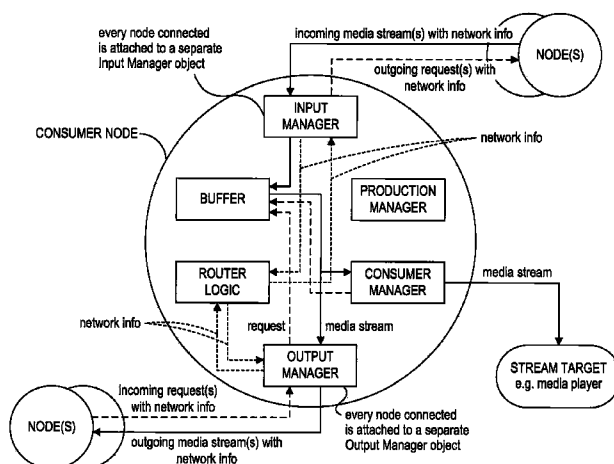 every node connected
is attached to a separate
Input Manager object
incoming media stream(s) with network info
NODE(S)
outgoing request(s) with
network info
INPUT
MANAGER
CONSUMER NODE
network info
BUFFER
PRODUCTION
MANAGER
ROUTER
LOGIC
CONSUMER
MANAGER
media stream
network info
request
media stream
OUTPUT
MANAGER
STREAM TARGET
e.g. media player
incoming request(s)
with network info
NODE(S)
outgoing media stream(s) with
network info
every node connected
is attached to a separate
Output Manager object